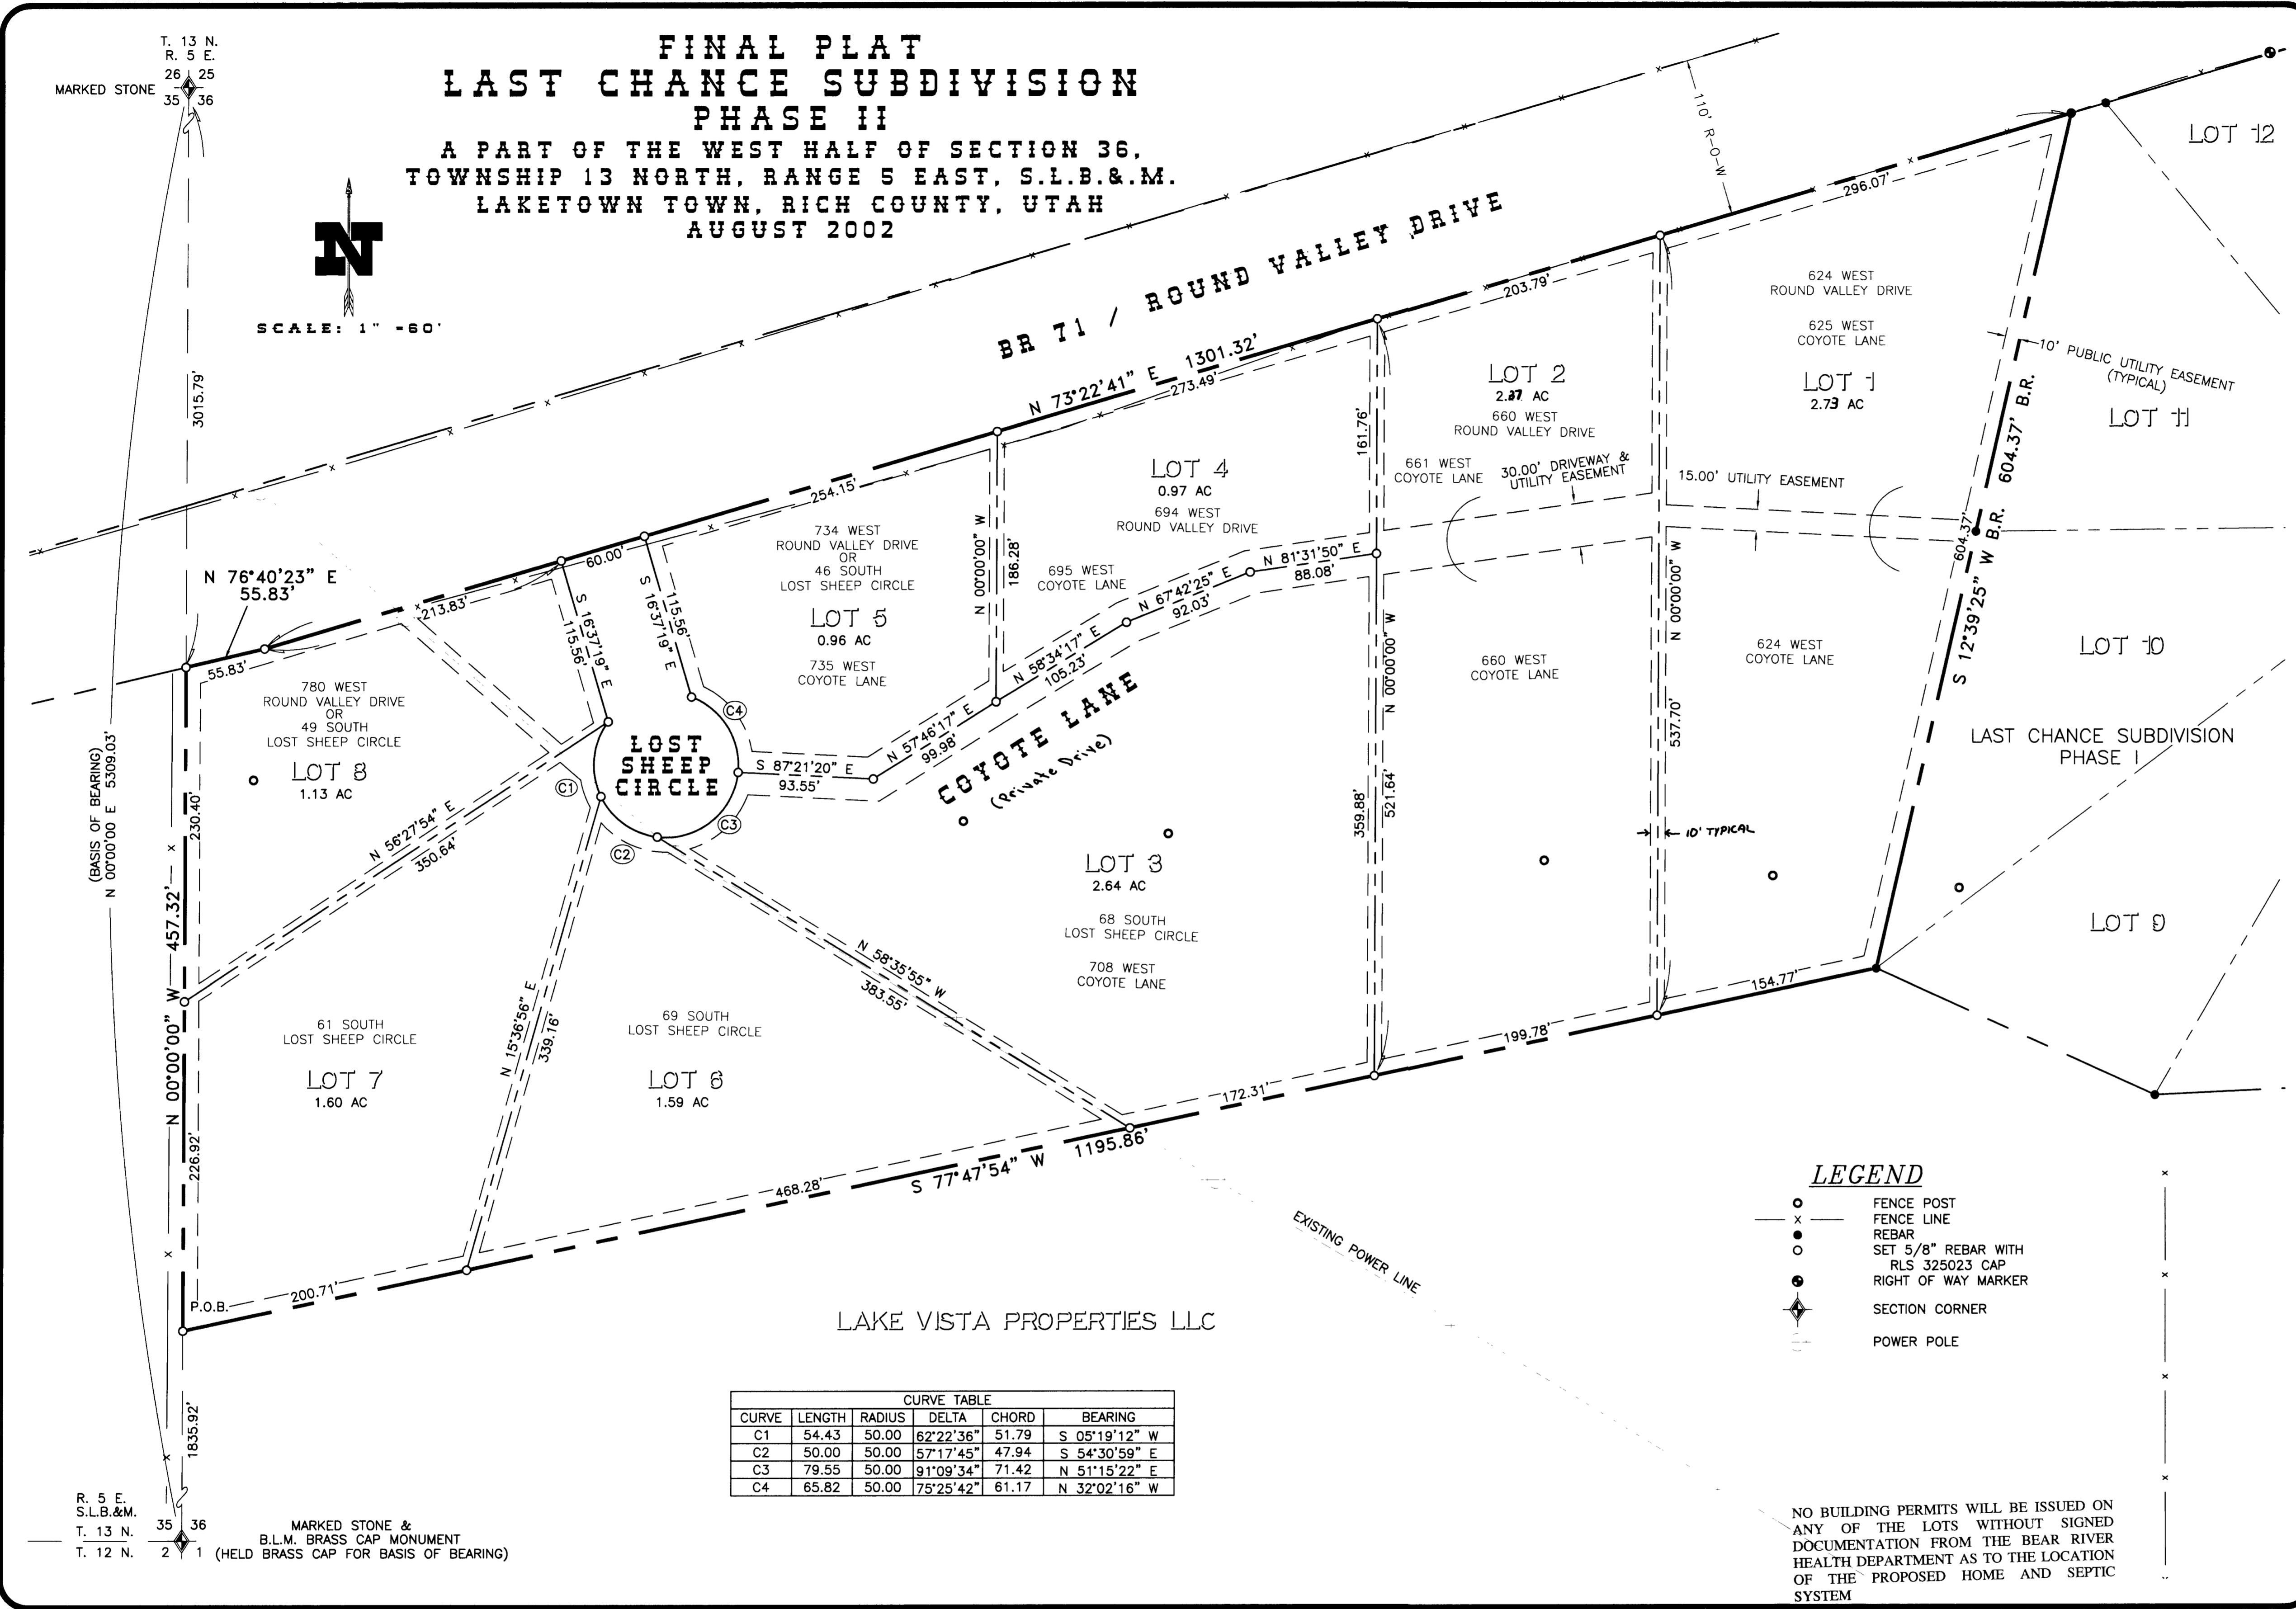 FINAL PLAT
LAST CHANCE SUBDIVISION
PHASE II
A PART OF THE WEST HALF OF SECTION 36,
TOWNSHIP 13 NORTH, RANGE 5 EAST, S.L.B.&.M.
LAKETOWN TOWN, RICH COUNTY, UTAH
AUGUST 2002
T. 13 N.
R. 5 E.
26 25
MARKED STONE
35 36
N
SCALE: 1" =60'
3015.79'
(BASIS OF BEARING)
N 00°00'00 E 5309.03'
110' R-O-W
BR 71 / ROUND VALLEY DRIVE
N 73°22'41" E 1301.32'
296.07'
203.79'
273.49'
254.15'
60.00'
213.83'
N 76°40'23" E
55.83'
55.83'
LOT 12
624 WEST
ROUND VALLEY DRIVE
625 WEST
COYOTE LANE
LOT 1
2.73 AC
10' PUBLIC UTILITY EASEMENT
(TYPICAL)
LOT 11
604.37' B.R.
LOT 2
2.37 AC
660 WEST
ROUND VALLEY DRIVE
661 WEST
COYOTE LANE
30.00' DRIVEWAY &
UTILITY EASEMENT
15.00' UTILITY EASEMENT
161.76'
LOT 4
0.97 AC
694 WEST
ROUND VALLEY DRIVE
695 WEST
COYOTE LANE
N 00°00'00" W
186.28'
734 WEST
ROUND VALLEY DRIVE
OR
46 SOUTH
LOST SHEEP CIRCLE
LOT 5
0.96 AC
735 WEST
COYOTE LANE
S 16°37'19" E
115.56'
S 16°37'19" E
115.56'
N 81°31'50" E
88.08'
N 67°42'25" E
92.03'
N 58°34'17" E
105.23'
N 57°46'17" E
99.98'
S 87°21'20" E
93.55'
COYOTE LANE
(Private Drive)
LOST
SHEEP
CIRCLE
C4
C1
C2
C3
780 WEST
ROUND VALLEY DRIVE
OR
49 SOUTH
LOST SHEEP CIRCLE
LOT 8
1.13 AC
230.40'
N 56°27'54" E
350.64'
N 00°00'00" W 457.32'
226.92'
61 SOUTH
LOST SHEEP CIRCLE
LOT 7
1.60 AC
N 15°36'56" E
339.16'
69 SOUTH
LOST SHEEP CIRCLE
LOT 6
1.59 AC
N 58°35'55" W
383.55'
LOT 3
2.64 AC
68 SOUTH
LOST SHEEP CIRCLE
708 WEST
COYOTE LANE
N 00°00'00" W
359.88'
521.64'
660 WEST
COYOTE LANE
N 00°00'00" W
537.70'
10' TYPICAL
624 WEST
COYOTE LANE
604.37'
S 12°39'25" W B.R.
LOT 10
LAST CHANCE SUBDIVISION
PHASE I
LOT 9
154.77'
199.78'
172.31'
468.28'
200.71'
S 77°47'54" W 1195.86'
P.O.B.
EXISTING POWER LINE
LAKE VISTA PROPERTIES LLC
LEGEND
FENCE POST
x FENCE LINE
REBAR
SET 5/8" REBAR WITH
RLS 325023 CAP
RIGHT OF WAY MARKER
SECTION CORNER
POWER POLE
CURVE TABLE
CURVE LENGTH RADIUS DELTA CHORD BEARING
C1 54.43 50.00 62°22'36" 51.79 S 05°19'12" W
C2 50.00 50.00 57°17'45" 47.94 S 54°30'59" E
C3 79.55 50.00 91°09'34" 71.42 N 51°15'22" E
C4 65.82 50.00 75°25'42" 61.17 N 32°02'16" W
1835.92'
R. 5 E.
S.L.B.&M.
T. 13 N.
T. 12 N.
35 36
2 1
MARKED STONE &
B.L.M. BRASS CAP MONUMENT
(HELD BRASS CAP FOR BASIS OF BEARING)
NO BUILDING PERMITS WILL BE ISSUED ON
ANY OF THE LOTS WITHOUT SIGNED
DOCUMENTATION FROM THE BEAR RIVER
HEALTH DEPARTMENT AS TO THE LOCATION
OF THE PROPOSED HOME AND SEPTIC
SYSTEM